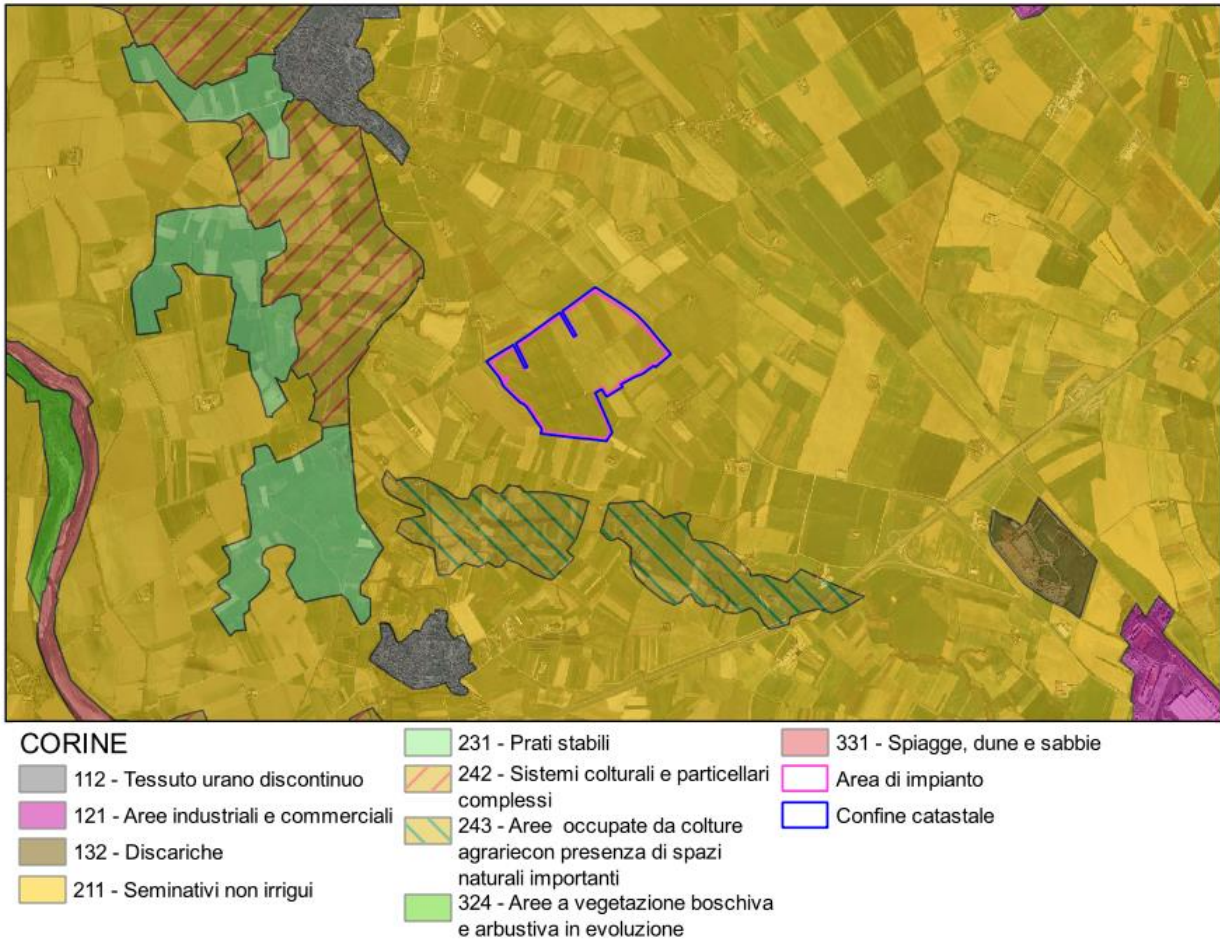 CORINE
112 - Tessuto urano discontinuo
121 - Aree industriali e commerciali
132 - Discariche
211 - Seminativi non irrigui
231 - Prati stabili
242 - Sistemi colturali e particellari
complessi
243 - Aree occupate da colture
agrariecon presenza di spazi
naturali importanti
324 - Aree a vegetazione boschiva
e arbustiva in evoluzione
331 - Spiagge, dune e sabbie
Area di impianto
Confine catastale